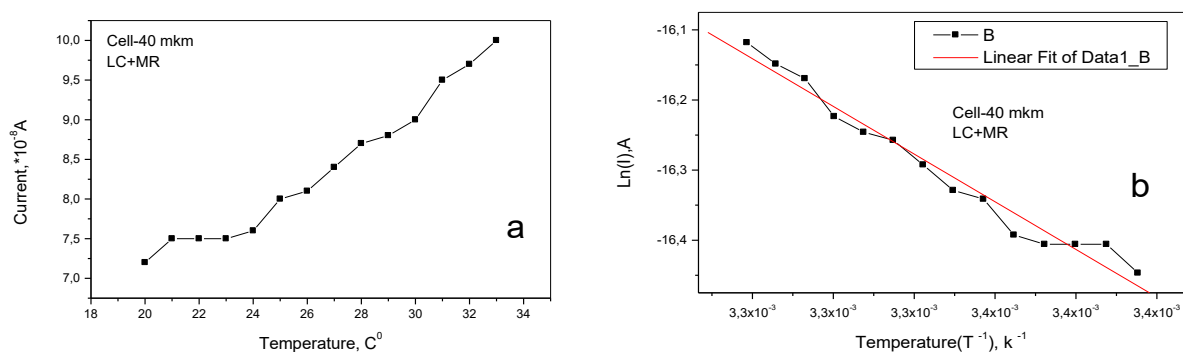 10,0
9,5
9,0
8,5
8,0
7,5
7,0
Current,*10⁻⁸A
Cell-40 mkm
LC+MR
a
18 20 22 24 26 28 30 32 34
Temperature, C⁰
-16,1
-16,2
-16,3
-16,4
Ln(I),A
B
Linear Fit of Data1_B
Cell-40 mkm
LC+MR
b
3,3x10⁻³ 3,3x10⁻³ 3,3x10⁻³ 3,4x10⁻³ 3,4x10⁻³ 3,4x10⁻³
Temperature(T ⁻¹), k ⁻¹